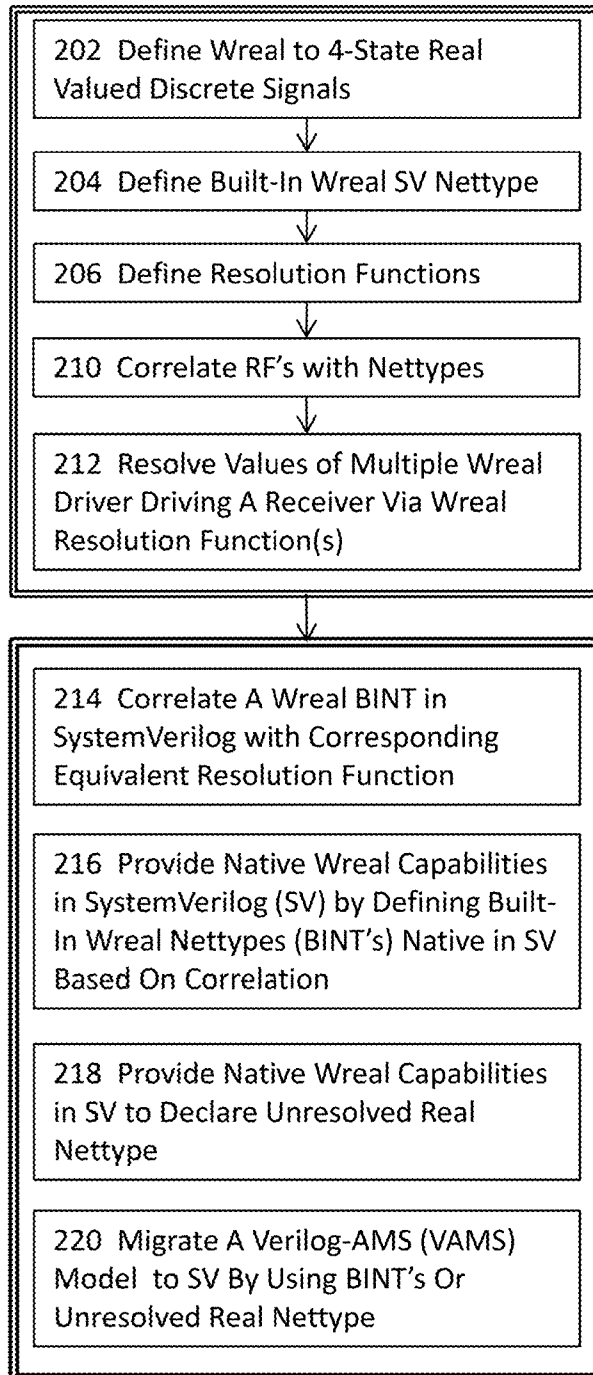 202 Define Wreal to 4-State Real
Valued Discrete Signals
204 Define Built-In Wreal SV Nettype
206 Define Resolution Functions
210 Correlate RF's with Nettypes
212 Resolve Values of Multiple Wreal
Driver Driving A Receiver Via Wreal
Resolution Function(s)
214 Correlate A Wreal BINT in
SystemVerilog with Corresponding
Equivalent Resolution Function
216 Provide Native Wreal Capabilities
in SystemVerilog (SV) by Defining Built-
In Wreal Nettypes (BINT's) Native in SV
Based On Correlation
218 Provide Native Wreal Capabilities
in SV to Declare Unresolved Real
Nettype
220 Migrate A Verilog-AMS (VAMS)
Model to SV By Using BINT's Or
Unresolved Real Nettype